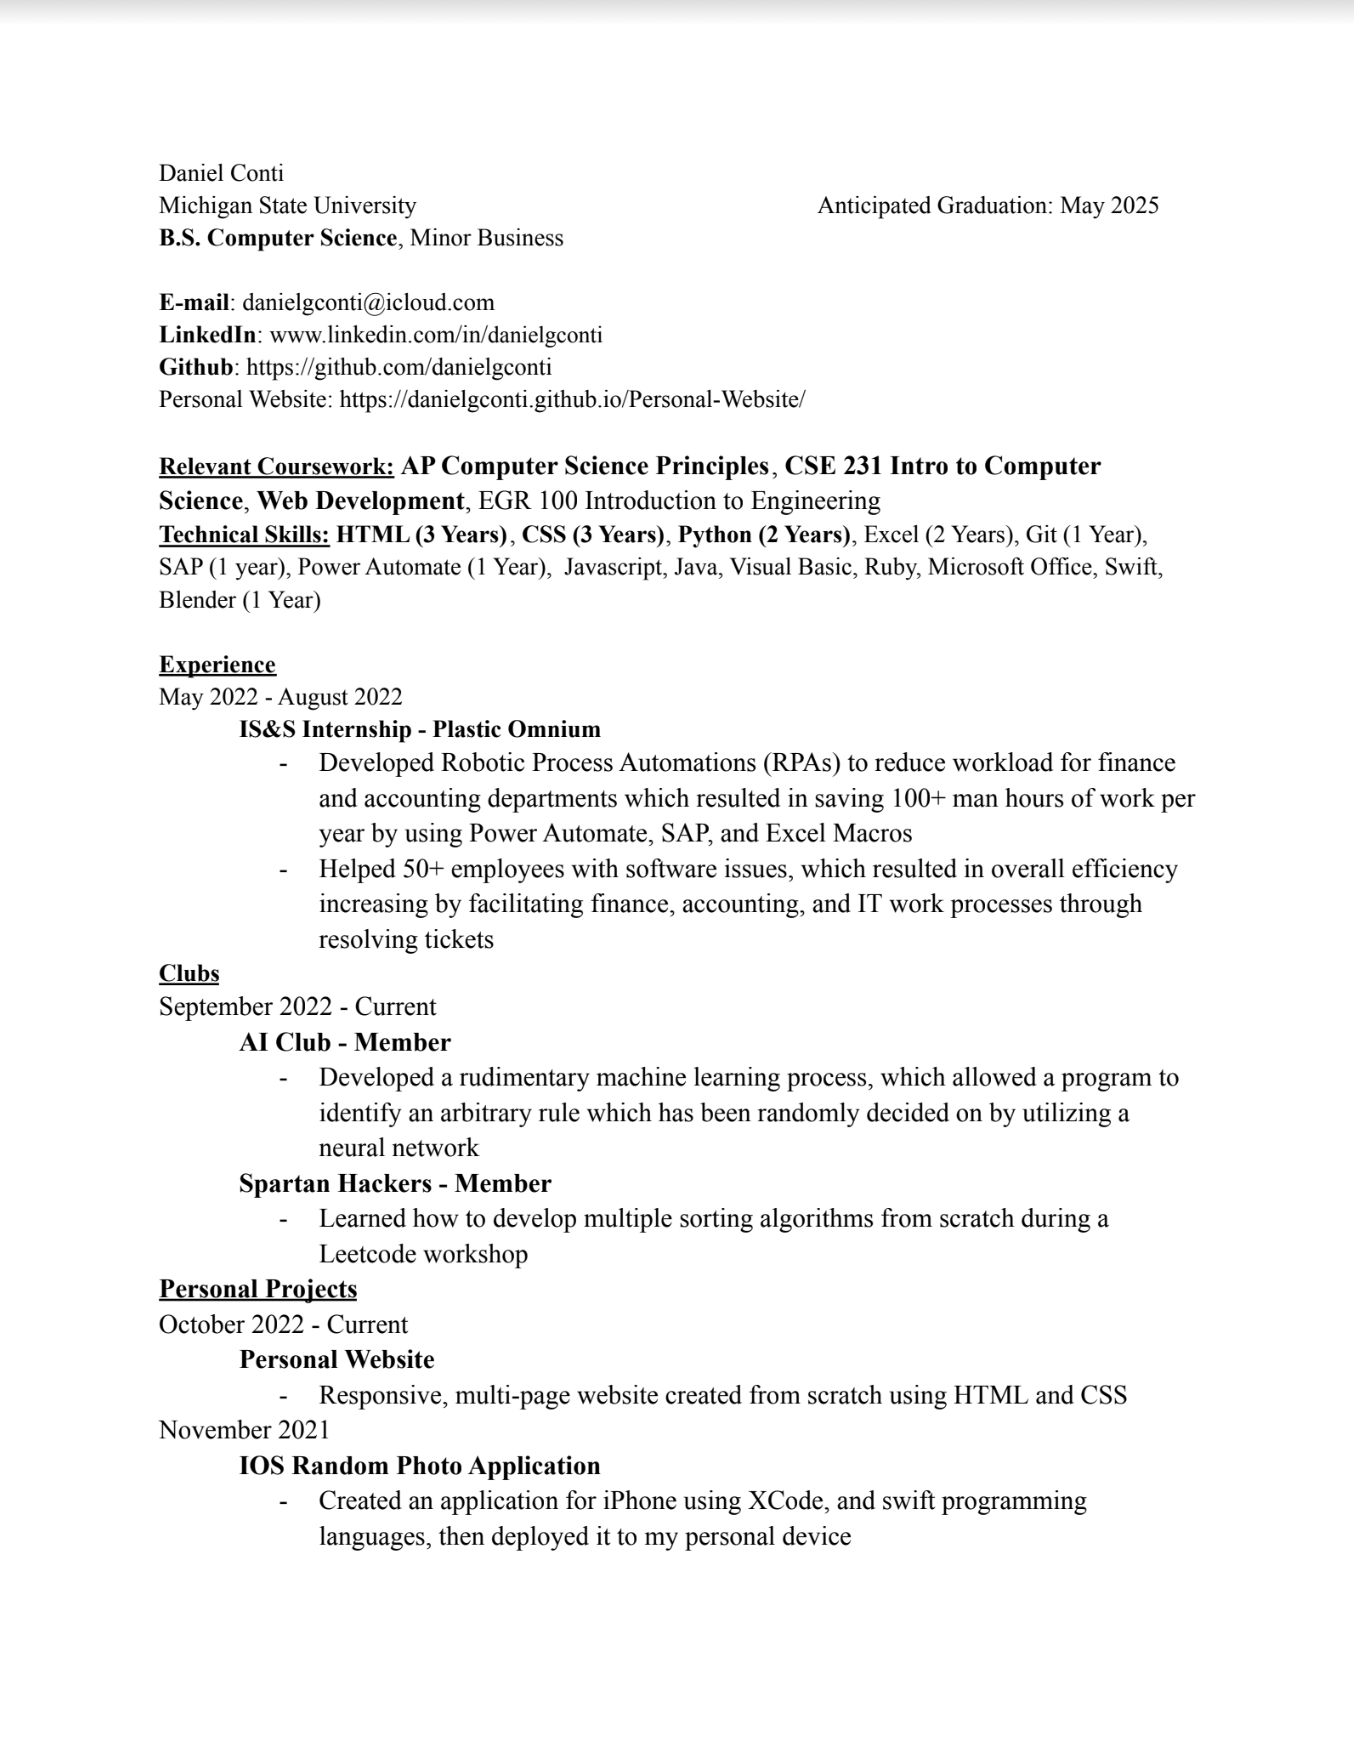 Daniel Conti
Michigan State University Anticipated Graduation: May 2025
B.S. Computer Science, Minor Business
E-mail: danielgconti@icloud.com
LinkedIn: www.linkedin.com/in/danielgconti
Github: https://github.com/danielgconti
Personal Website: https://danielgconti.github.io/Personal-Website/
Relevant Coursework: AP Computer Science Principles, CSE 231 Intro to Computer
Science, Web Development, EGR 100 Introduction to Engineering
Technical Skills: HTML (3 Years), CSS (3 Years), Python (2 Years), Excel (2 Years), Git (1 Year),
SAP (1 year), Power Automate (1 Year),  Javascript, Java, Visual Basic, Ruby, Microsoft Office, Swift,
Blender (1 Year)
Experience
May 2022 - August 2022
IS&S Internship - Plastic Omnium
- Developed Robotic Process Automations (RPAs) to reduce workload for finance
and accounting departments which resulted in saving 100+ man hours of work per
year by using Power Automate, SAP, and Excel Macros
- Helped 50+ employees with software issues, which resulted in overall efficiency
increasing by facilitating finance, accounting, and IT work processes through
resolving tickets
Clubs
September 2022 - Current
AI Club - Member
- Developed a rudimentary machine learning process, which allowed a program to
identify an arbitrary rule which has been randomly decided on by utilizing a
neural network
Spartan Hackers - Member
- Learned how to develop multiple sorting algorithms from scratch during a
Leetcode workshop
Personal Projects
October 2022 - Current
Personal Website
- Responsive, multi-page website created from scratch using HTML and CSS
November 2021
IOS Random Photo Application
- Created an application for iPhone using XCode, and swift programming
languages, then deployed it to my personal device